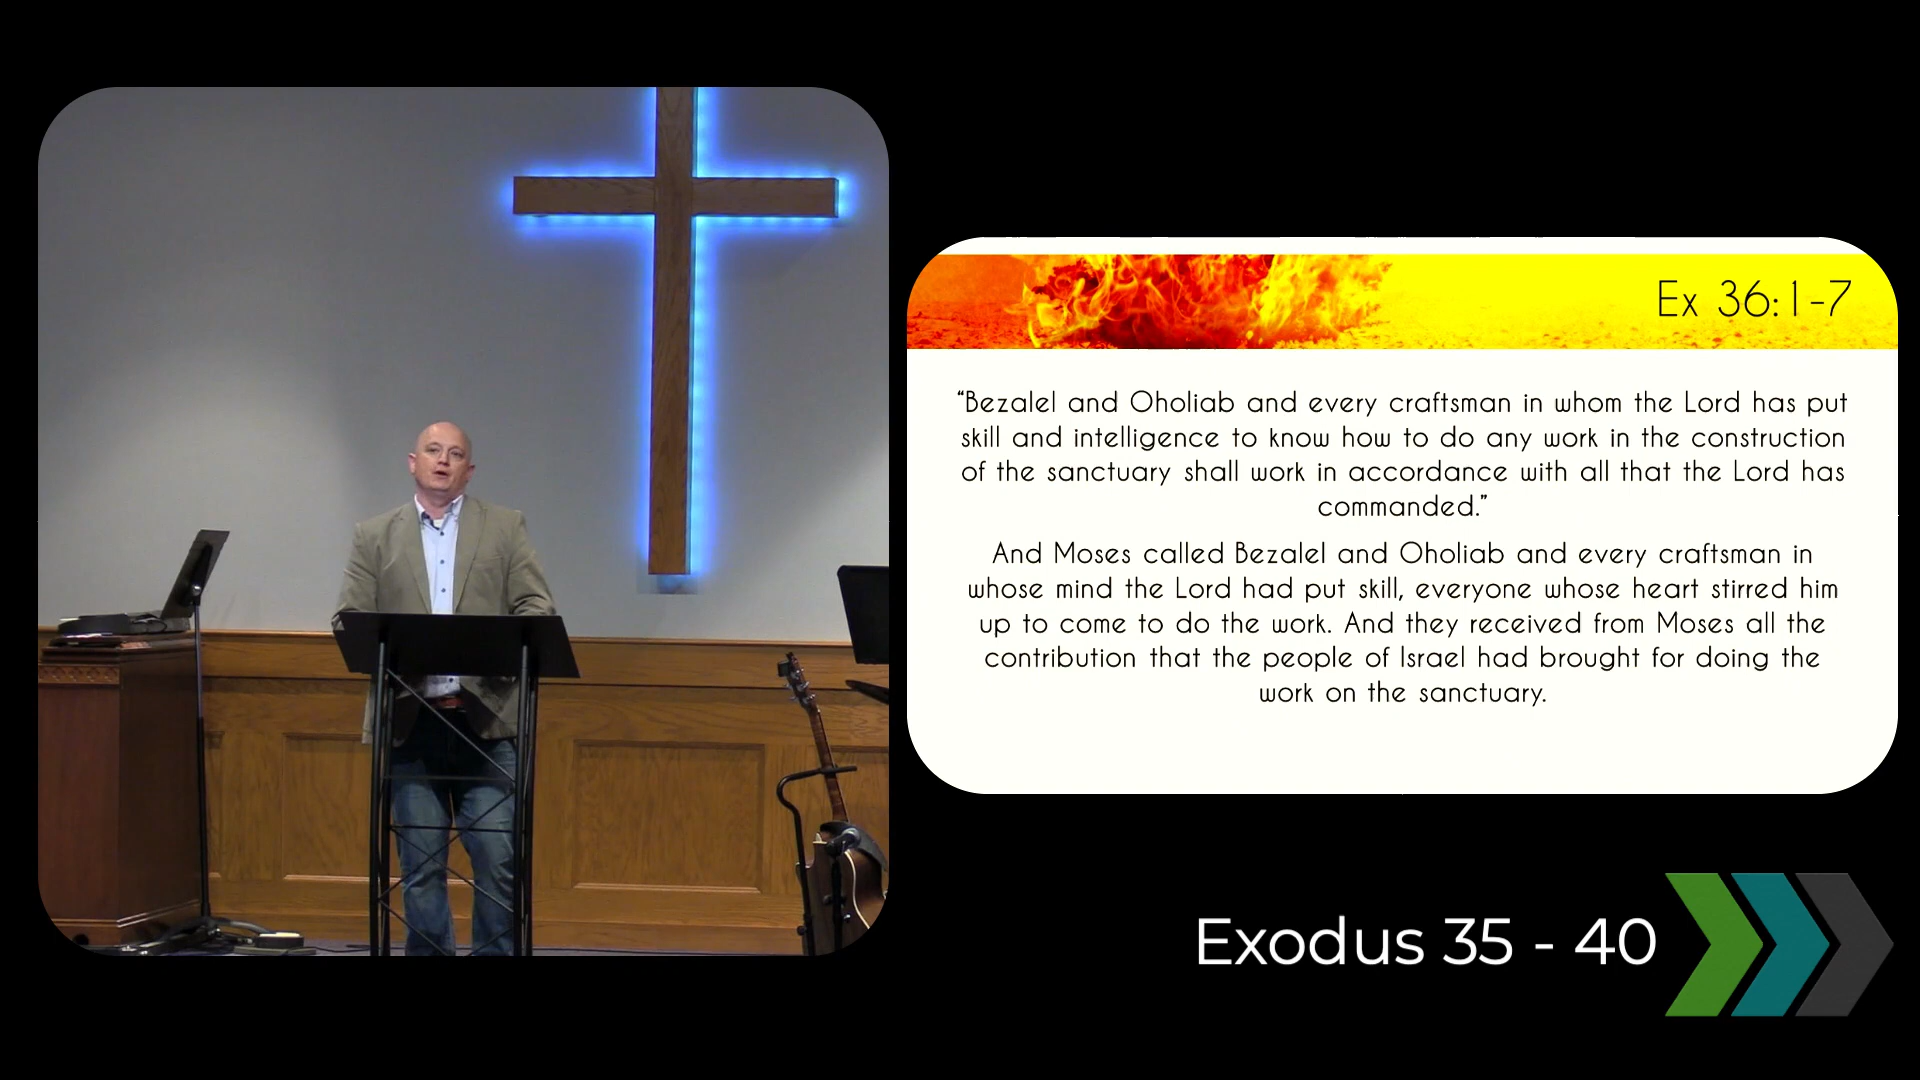 Ex 36:1-7
“Bezalel and Oholiab and every craftsman in whom the Lord has put
skill and intelligence to know how to do any work in the construction
of the sanctuary shall work in accordance with all that the Lord has
commanded.”
And Moses called Bezalel and Oholiab and every craftsman in
whose mind the Lord had put skill, everyone whose heart stirred him
up to come to do the work. And they received from Moses all the
contribution that the people of Israel had brought for doing the
work on the sanctuary.
Exodus 35 - 40